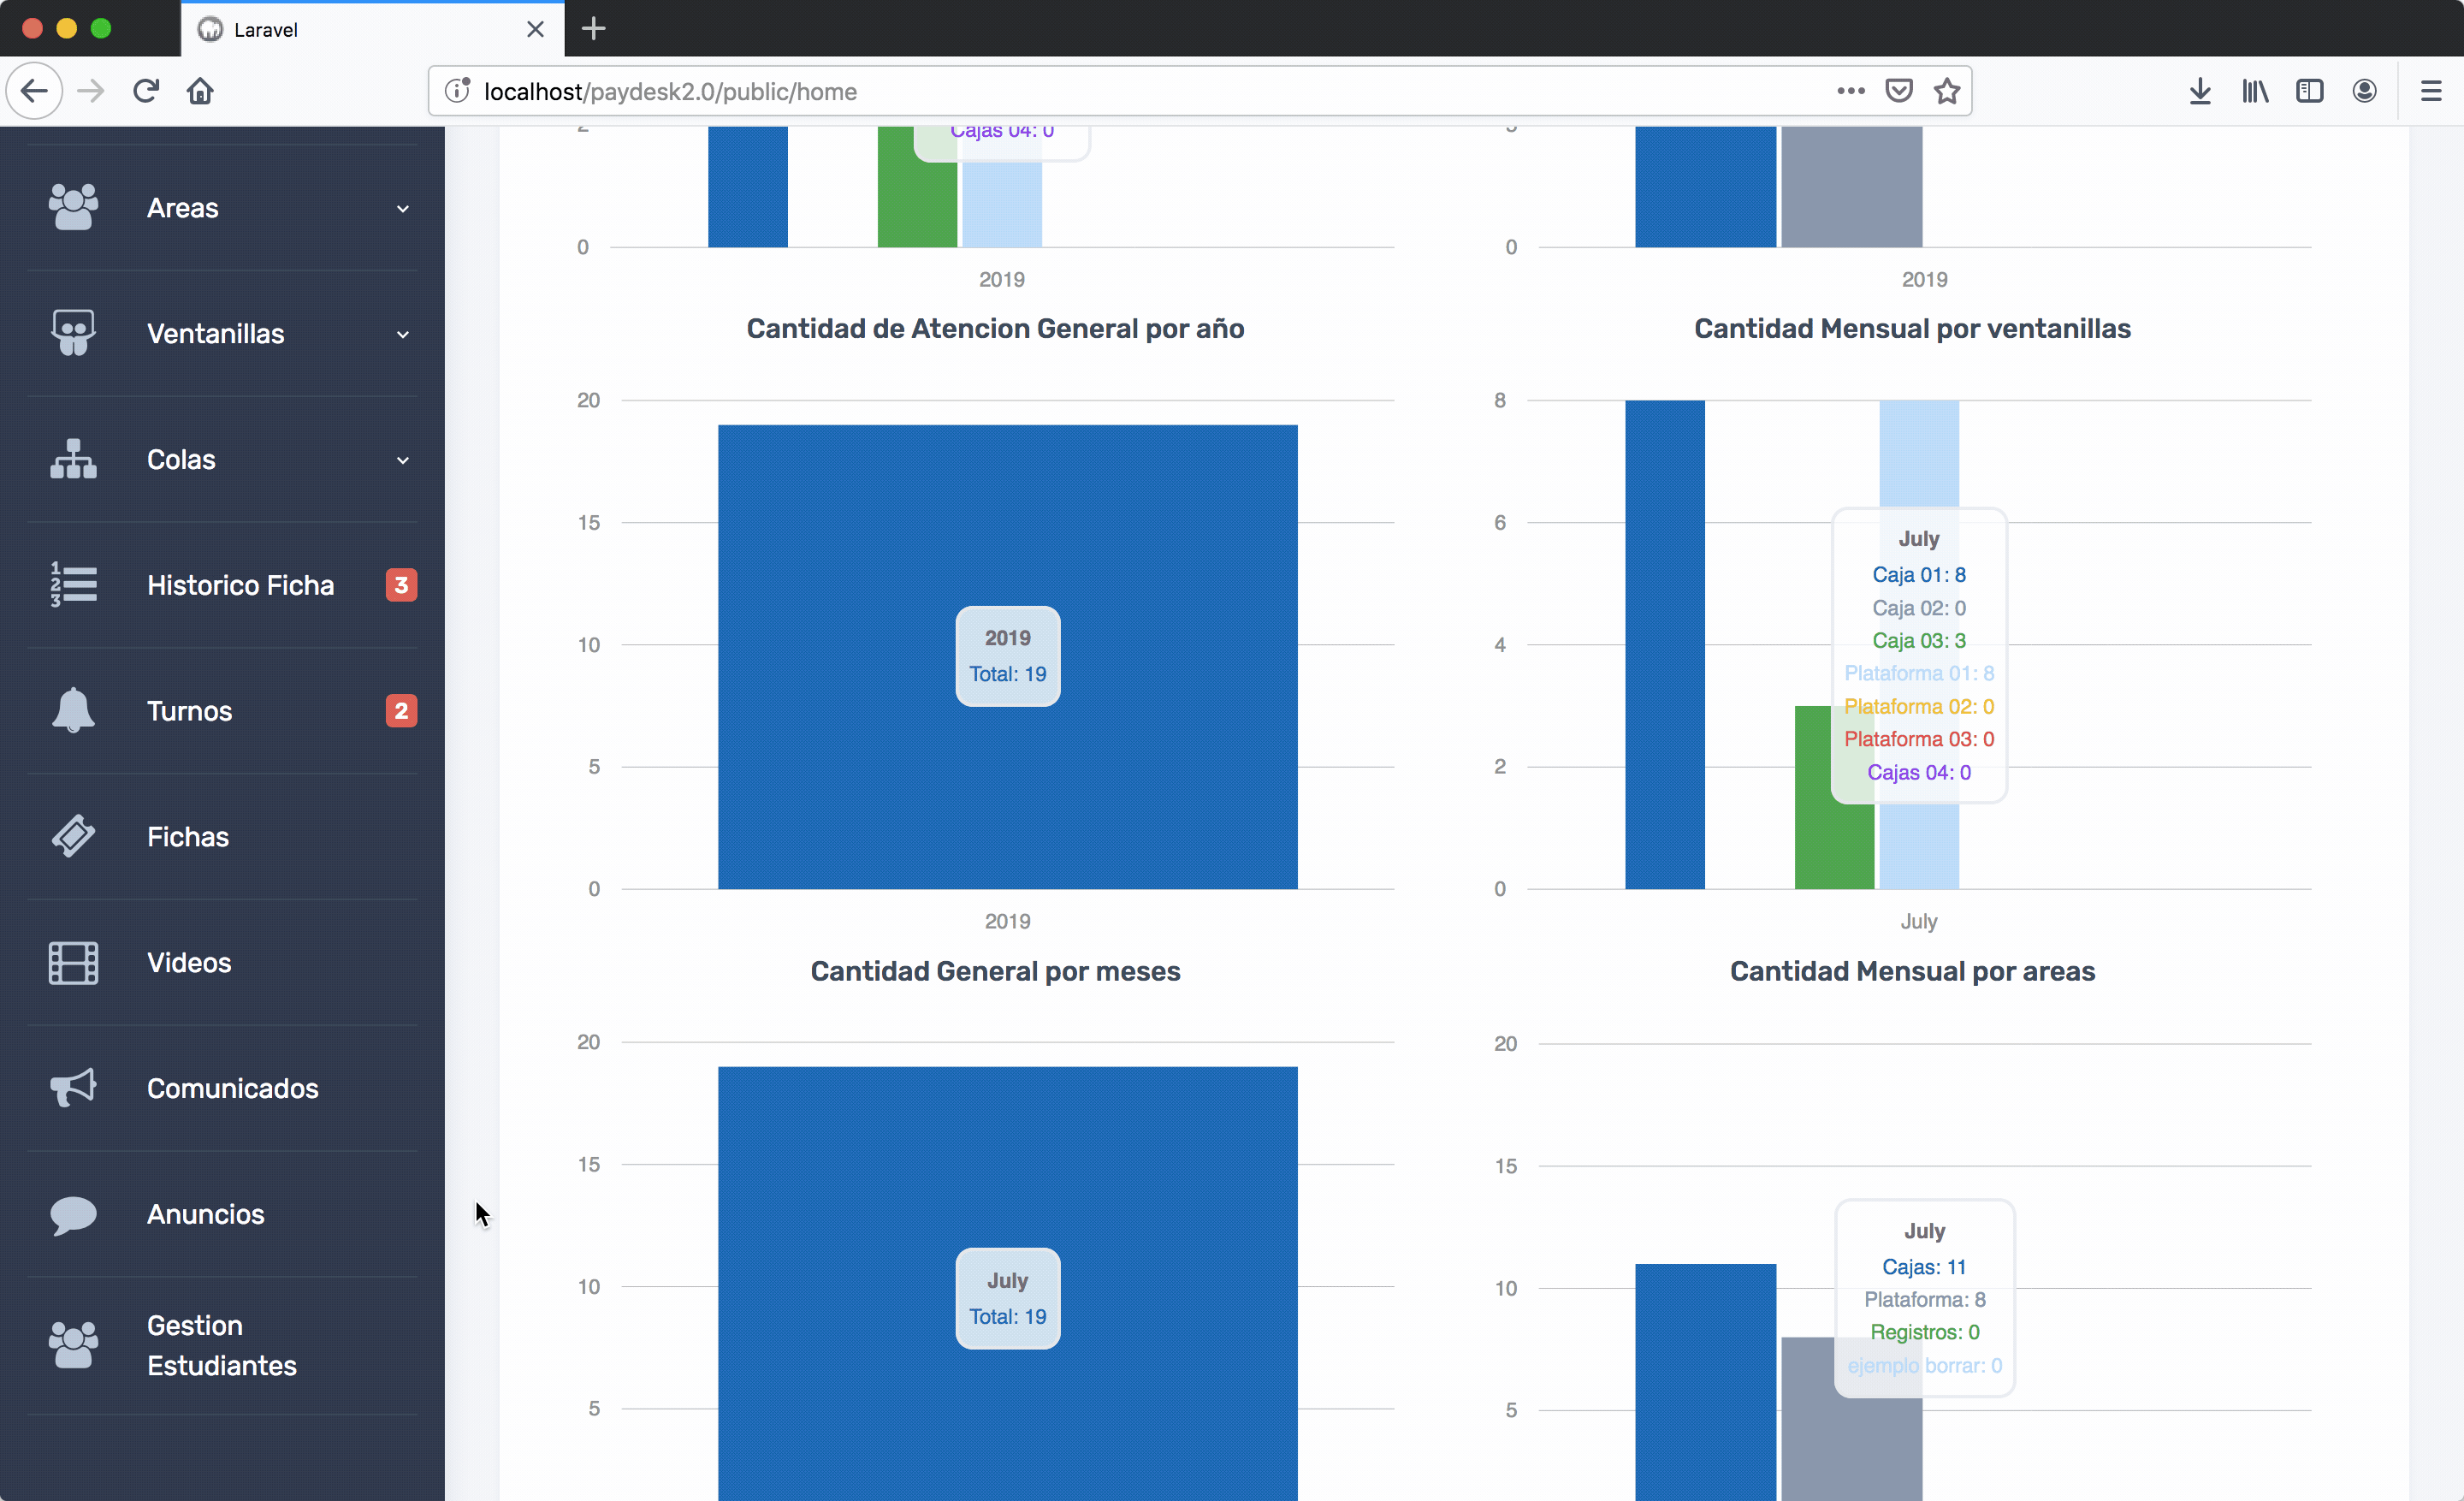 Laravel
localhost/paydesk2.0/public/home
Areas
Ventanillas
Colas
Historico Ficha 3
Turnos 2
Fichas
Videos
Comunicados
Anuncios
Gestion
Estudiantes
2
Cajas 04: 0
0
2019
0
2019
Cantidad de Atencion General por año
20
15
10
5
0
2019
Total: 19
2019
Cantidad Mensual por ventanillas
8
6
4
2
0
July
Caja 01: 8
Caja 02: 0
Caja 03: 3
Plataforma 01: 8
Plataforma 02: 0
Plataforma 03: 0
Cajas 04: 0
July
Cantidad General por meses
20
15
10
5
July
Total: 19
Cantidad Mensual por areas
20
15
10
5
July
Cajas: 11
Plataforma: 8
Registros: 0
ejemplo borrar: 0